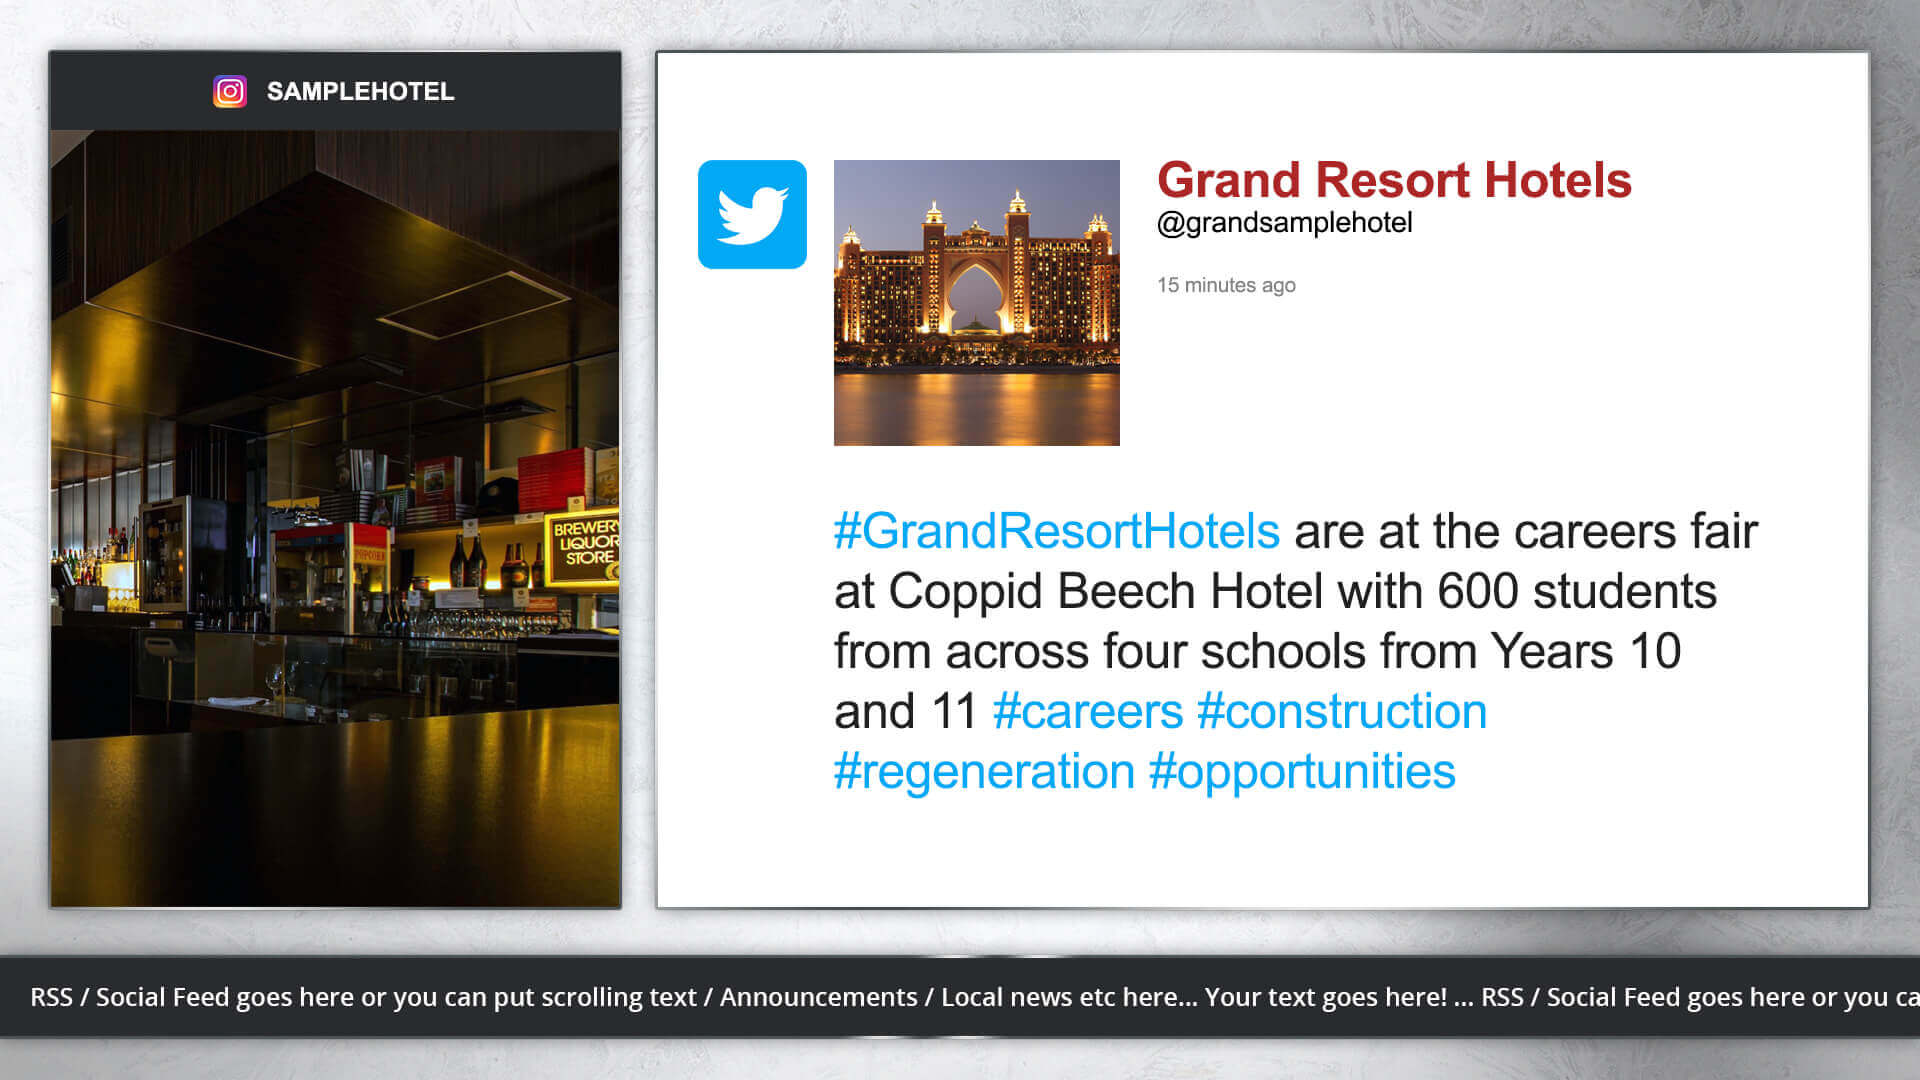 SAMPLEHOTEL
POPCORN
BREWERY
LIQUOR
STORE
Grand Resort Hotels
@grandsamplehotel
15 minutes ago
#GrandResortHotels are at the careers fair
at Coppid Beech Hotel with 600 students
from across four schools from Years 10
and 11 #careers #construction
#regeneration #opportunities
RSS / Social Feed goes here or you can put scrolling text / Announcements / Local news etc here... Your text goes here! ... RSS / Social Feed goes here or you ca